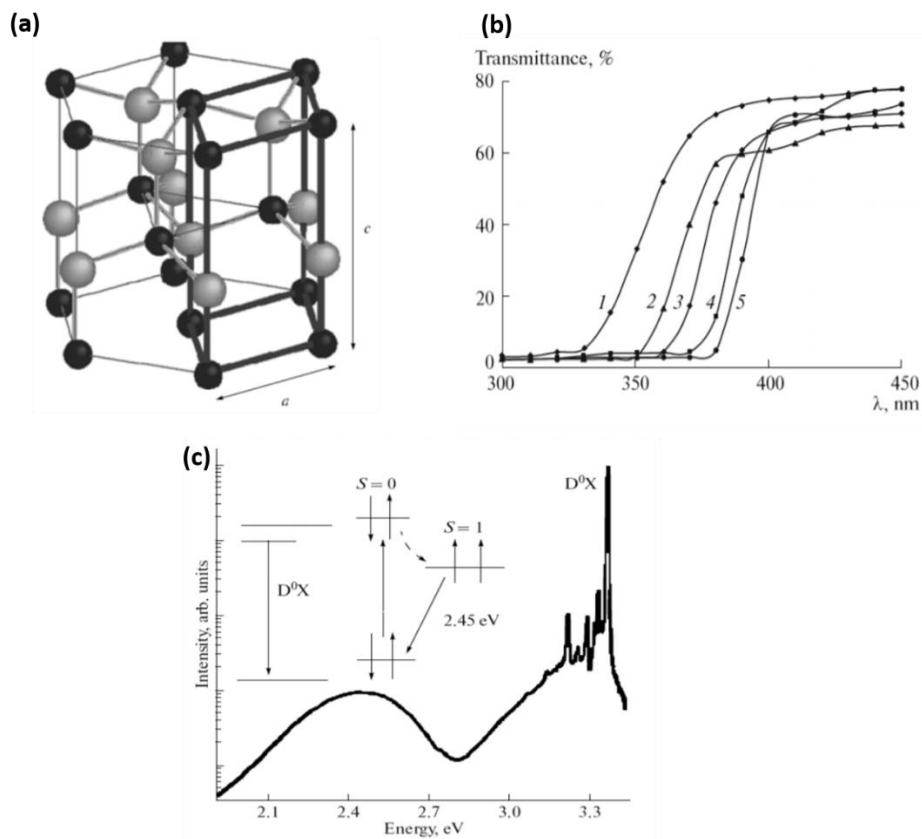 (a)
c
a
(b)
Transmittance, %
80
60
40
20
0
1 2 3 4 5
300 350 400 450
λ, nm
(c)
Intensity, arb. units
S = 0
S = 1
D⁰X
2.45 eV
D⁰X
2.1 2.4 2.7 3.0 3.3
Energy, eV